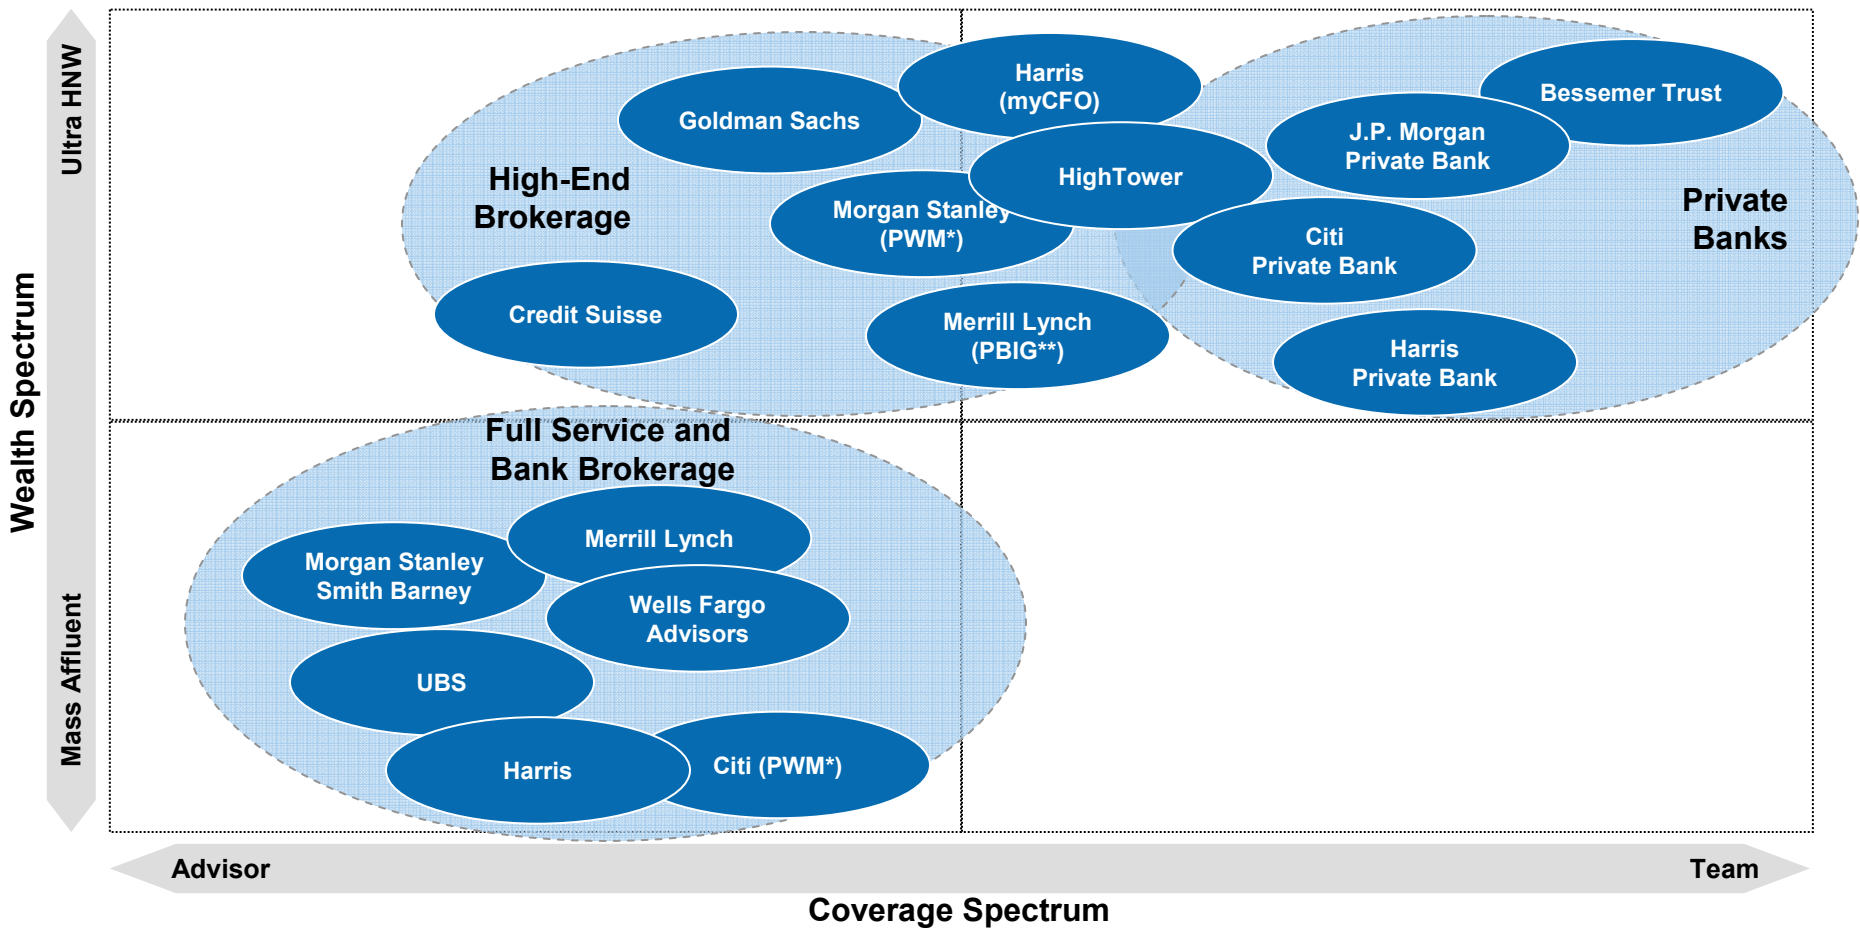 Ultra HNW
Wealth Spectrum
Mass Affluent
High-End
Brokerage
Goldman Sachs
Harris
(myCFO)
HighTower
Morgan Stanley
(PWM*)
Credit Suisse
Merrill Lynch
(PBIG**)
Bessemer Trust
J.P. Morgan
Private Bank
Private
Banks
Citi
Private Bank
Harris
Private Bank
Full Service and
Bank Brokerage
Merrill Lynch
Morgan Stanley
Smith Barney
Wells Fargo
Advisors
UBS
Harris
Citi (PWM*)
Advisor
Team
Coverage Spectrum